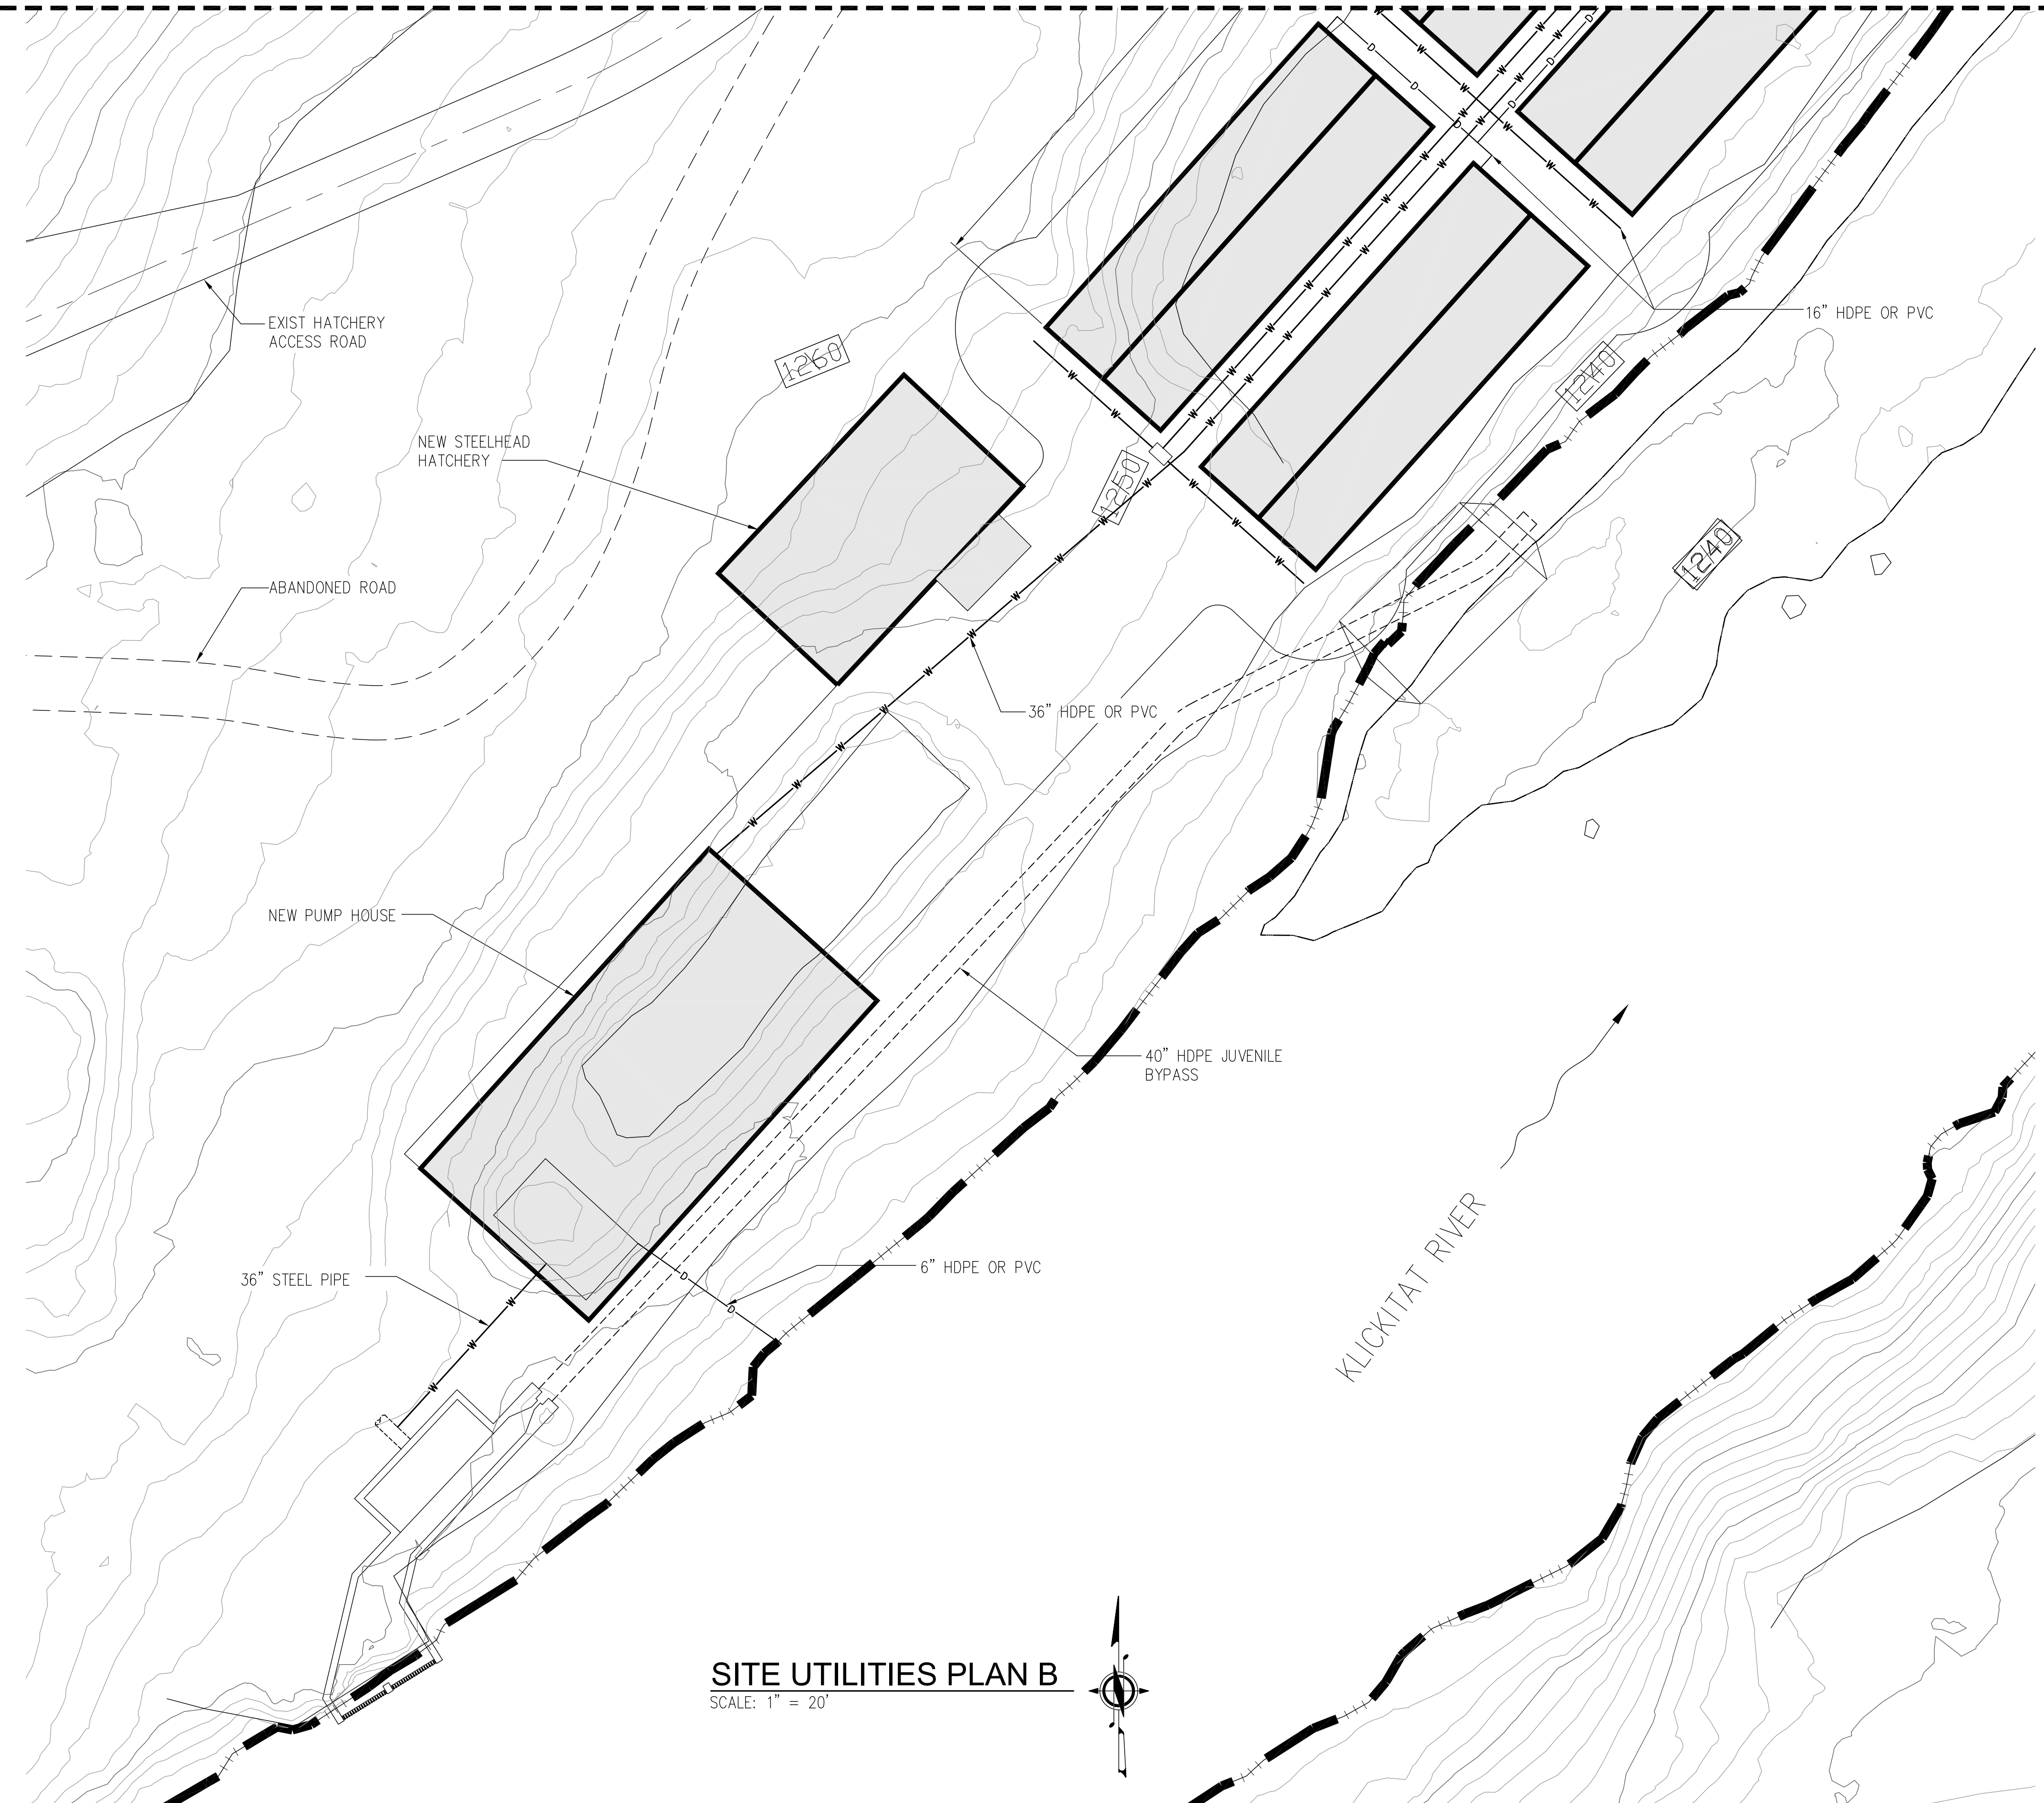 16” HDPE OR PVC
EXIST HATCHERY
ACCESS ROAD
1260
1240
NEW STEELHEAD
HATCHERY
1250
1240
ABANDONED ROAD
36” HDPE OR PVC
NEW PUMP HOUSE
40” HDPE JUVENILE
BYPASS
KLICKITAT RIVER
6” HDPE OR PVC
36” STEEL PIPE
SITE UTILITIES PLAN B
SCALE: 1” = 20'